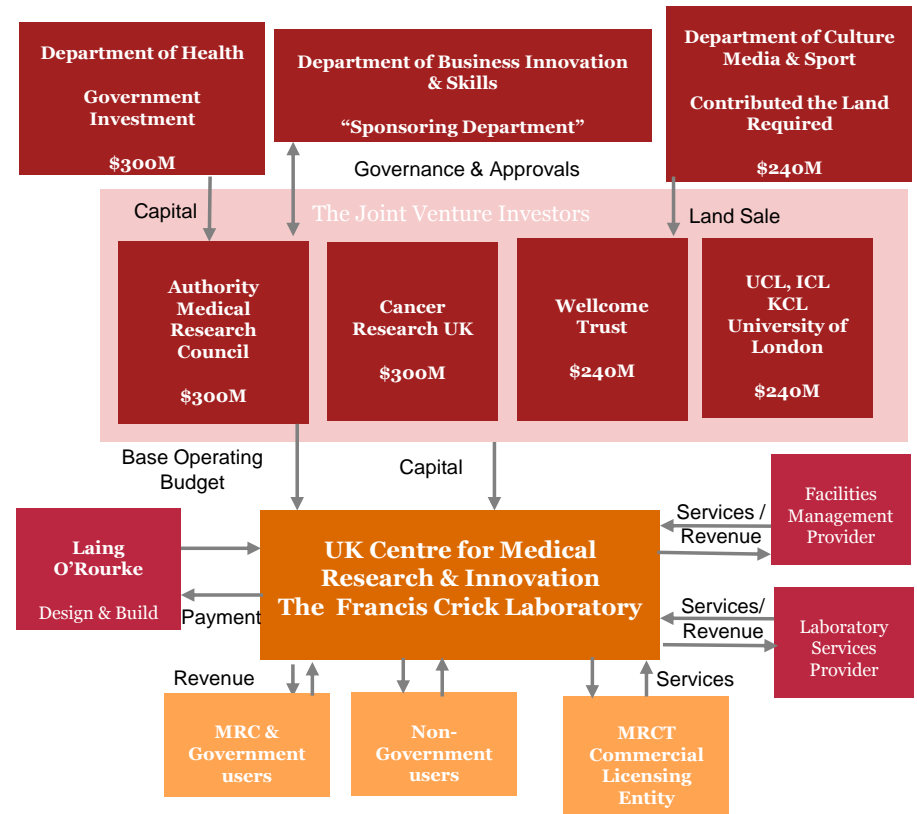 Department of Health
Government
Investment
$300M
Department of Business Innovation
& Skills
“Sponsoring Department”
Department of Culture
Media & Sport
Contributed the Land
Required
$240M
Governance & Approvals
Capital
The Joint Venture Investors
Land Sale
Authority
Medical
Research
Council
$300M
Cancer
Research UK
$300M
Wellcome
Trust
$240M
UCL, ICL
KCL
University of
London
$240M
Base Operating
Budget
Capital
Laing
O’Rourke
Design & Build
Payment
UK Centre for Medical
Research & Innovation
The Francis Crick Laboratory
Services /
Revenue
Facilities
Management
Provider
Services/
Revenue
Laboratory
Services
Provider
Revenue
Services
MRC &
Government
users
Non-
Government
users
MRCT
Commercial
Licensing
Entity